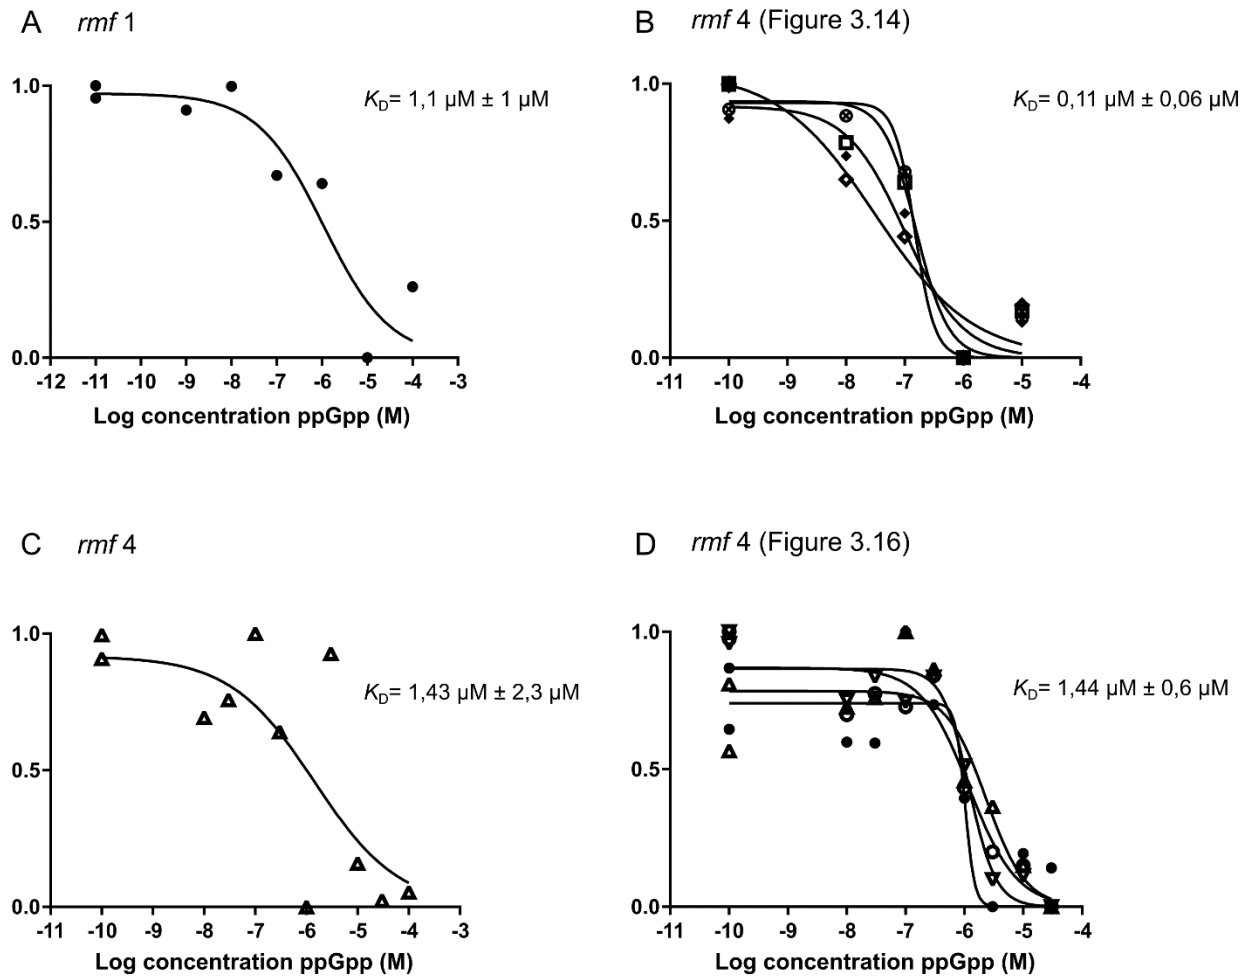 A rmf 1
B rmf 4 (Figure 3.14)
1.0
K_D= 1,1 µM ± 1 µM
0.5
0.0
-12 -11 -10 -9 -8 -7 -6 -5 -4 -3
Log concentration ppGpp (M)
1.0
K_D= 0,11 µM ± 0,06 µM
0.5
0.0
-11 -10 -9 -8 -7 -6 -5 -4
Log concentration ppGpp (M)
C rmf 4
D rmf 4 (Figure 3.16)
1.0
K_D= 1,43 µM ± 2,3 µM
0.5
0.0
-11 -10 -9 -8 -7 -6 -5 -4 -3
Log concentration ppGpp (M)
1.0
K_D= 1,44 µM ± 0,6 µM
0.5
0.0
-11 -10 -9 -8 -7 -6 -5 -4
Log concentration ppGpp (M)